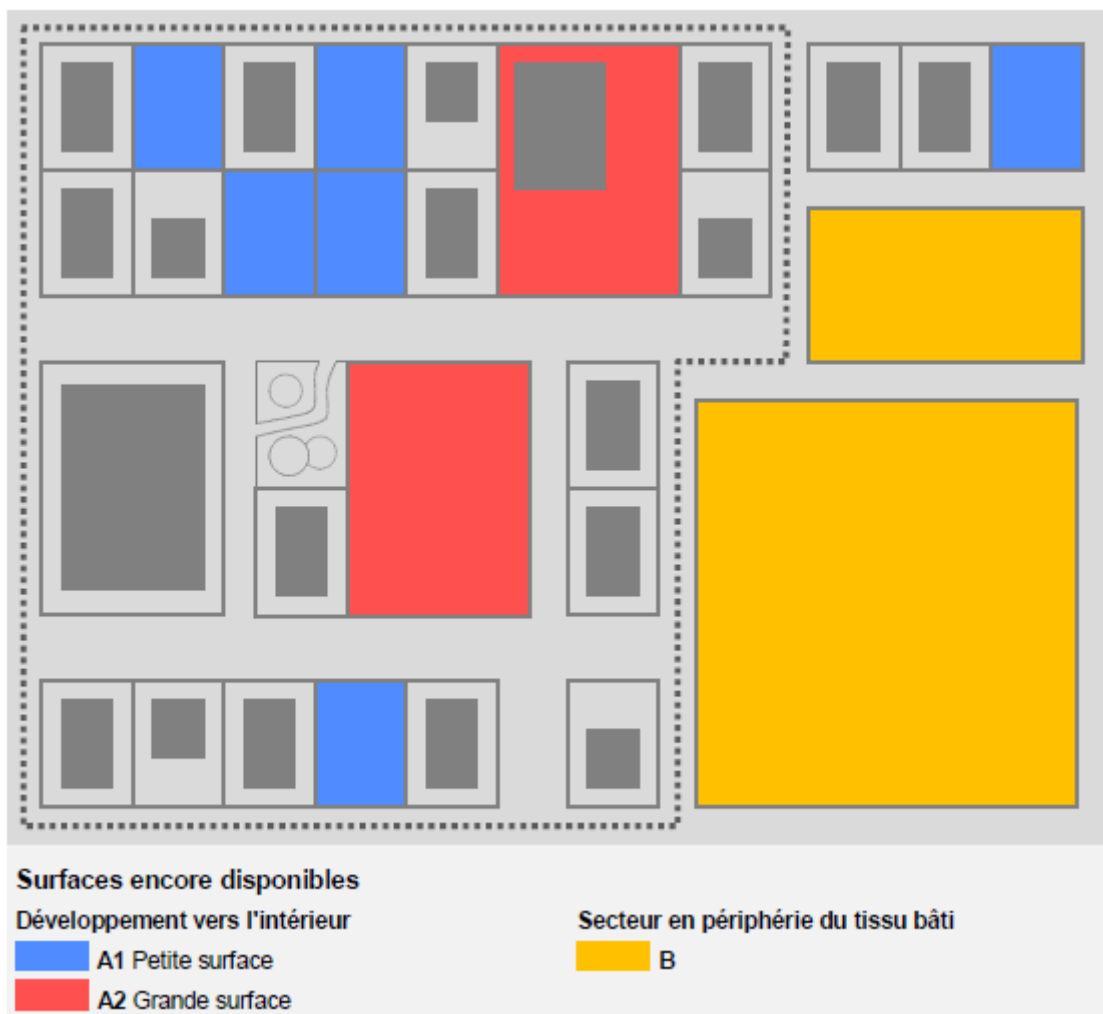 Surfaces encore disponibles
Développement vers l'intérieur
A1 Petite surface
A2 Grande surface
Secteur en périphérie du tissu bâti
B